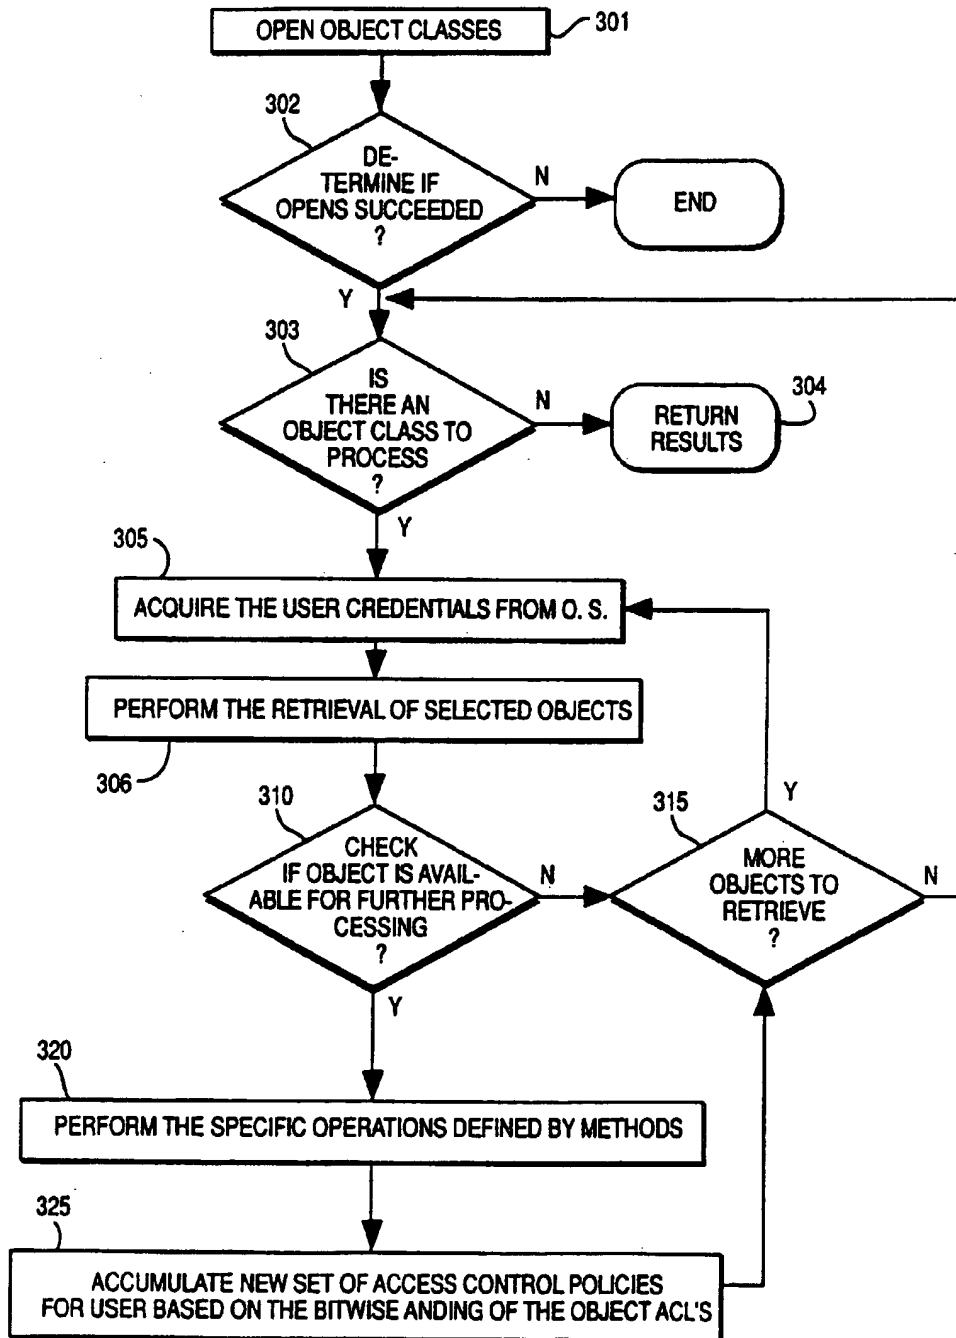 OPEN OBJECT CLASSES
301
302
DE-
TERMINE IF
OPENS SUCCEEDED
?
N
END
Y
303
IS
THERE AN
OBJECT CLASS TO
PROCESS
?
N
RETURN
RESULTS
304
Y
305
ACQUIRE THE USER CREDENTIALS FROM O. S.
PERFORM THE RETRIEVAL OF SELECTED OBJECTS
306
310
CHECK
IF OBJECT IS AVAIL-
ABLE FOR FURTHER PRO-
CESSING
?
N
Y
315
MORE
OBJECTS TO
RETRIEVE
?
Y
N
320
PERFORM THE SPECIFIC OPERATIONS DEFINED BY METHODS
325
ACCUMULATE NEW SET OF ACCESS CONTROL POLICIES
FOR USER BASED ON THE BITWISE ANDING OF THE OBJECT ACL'S